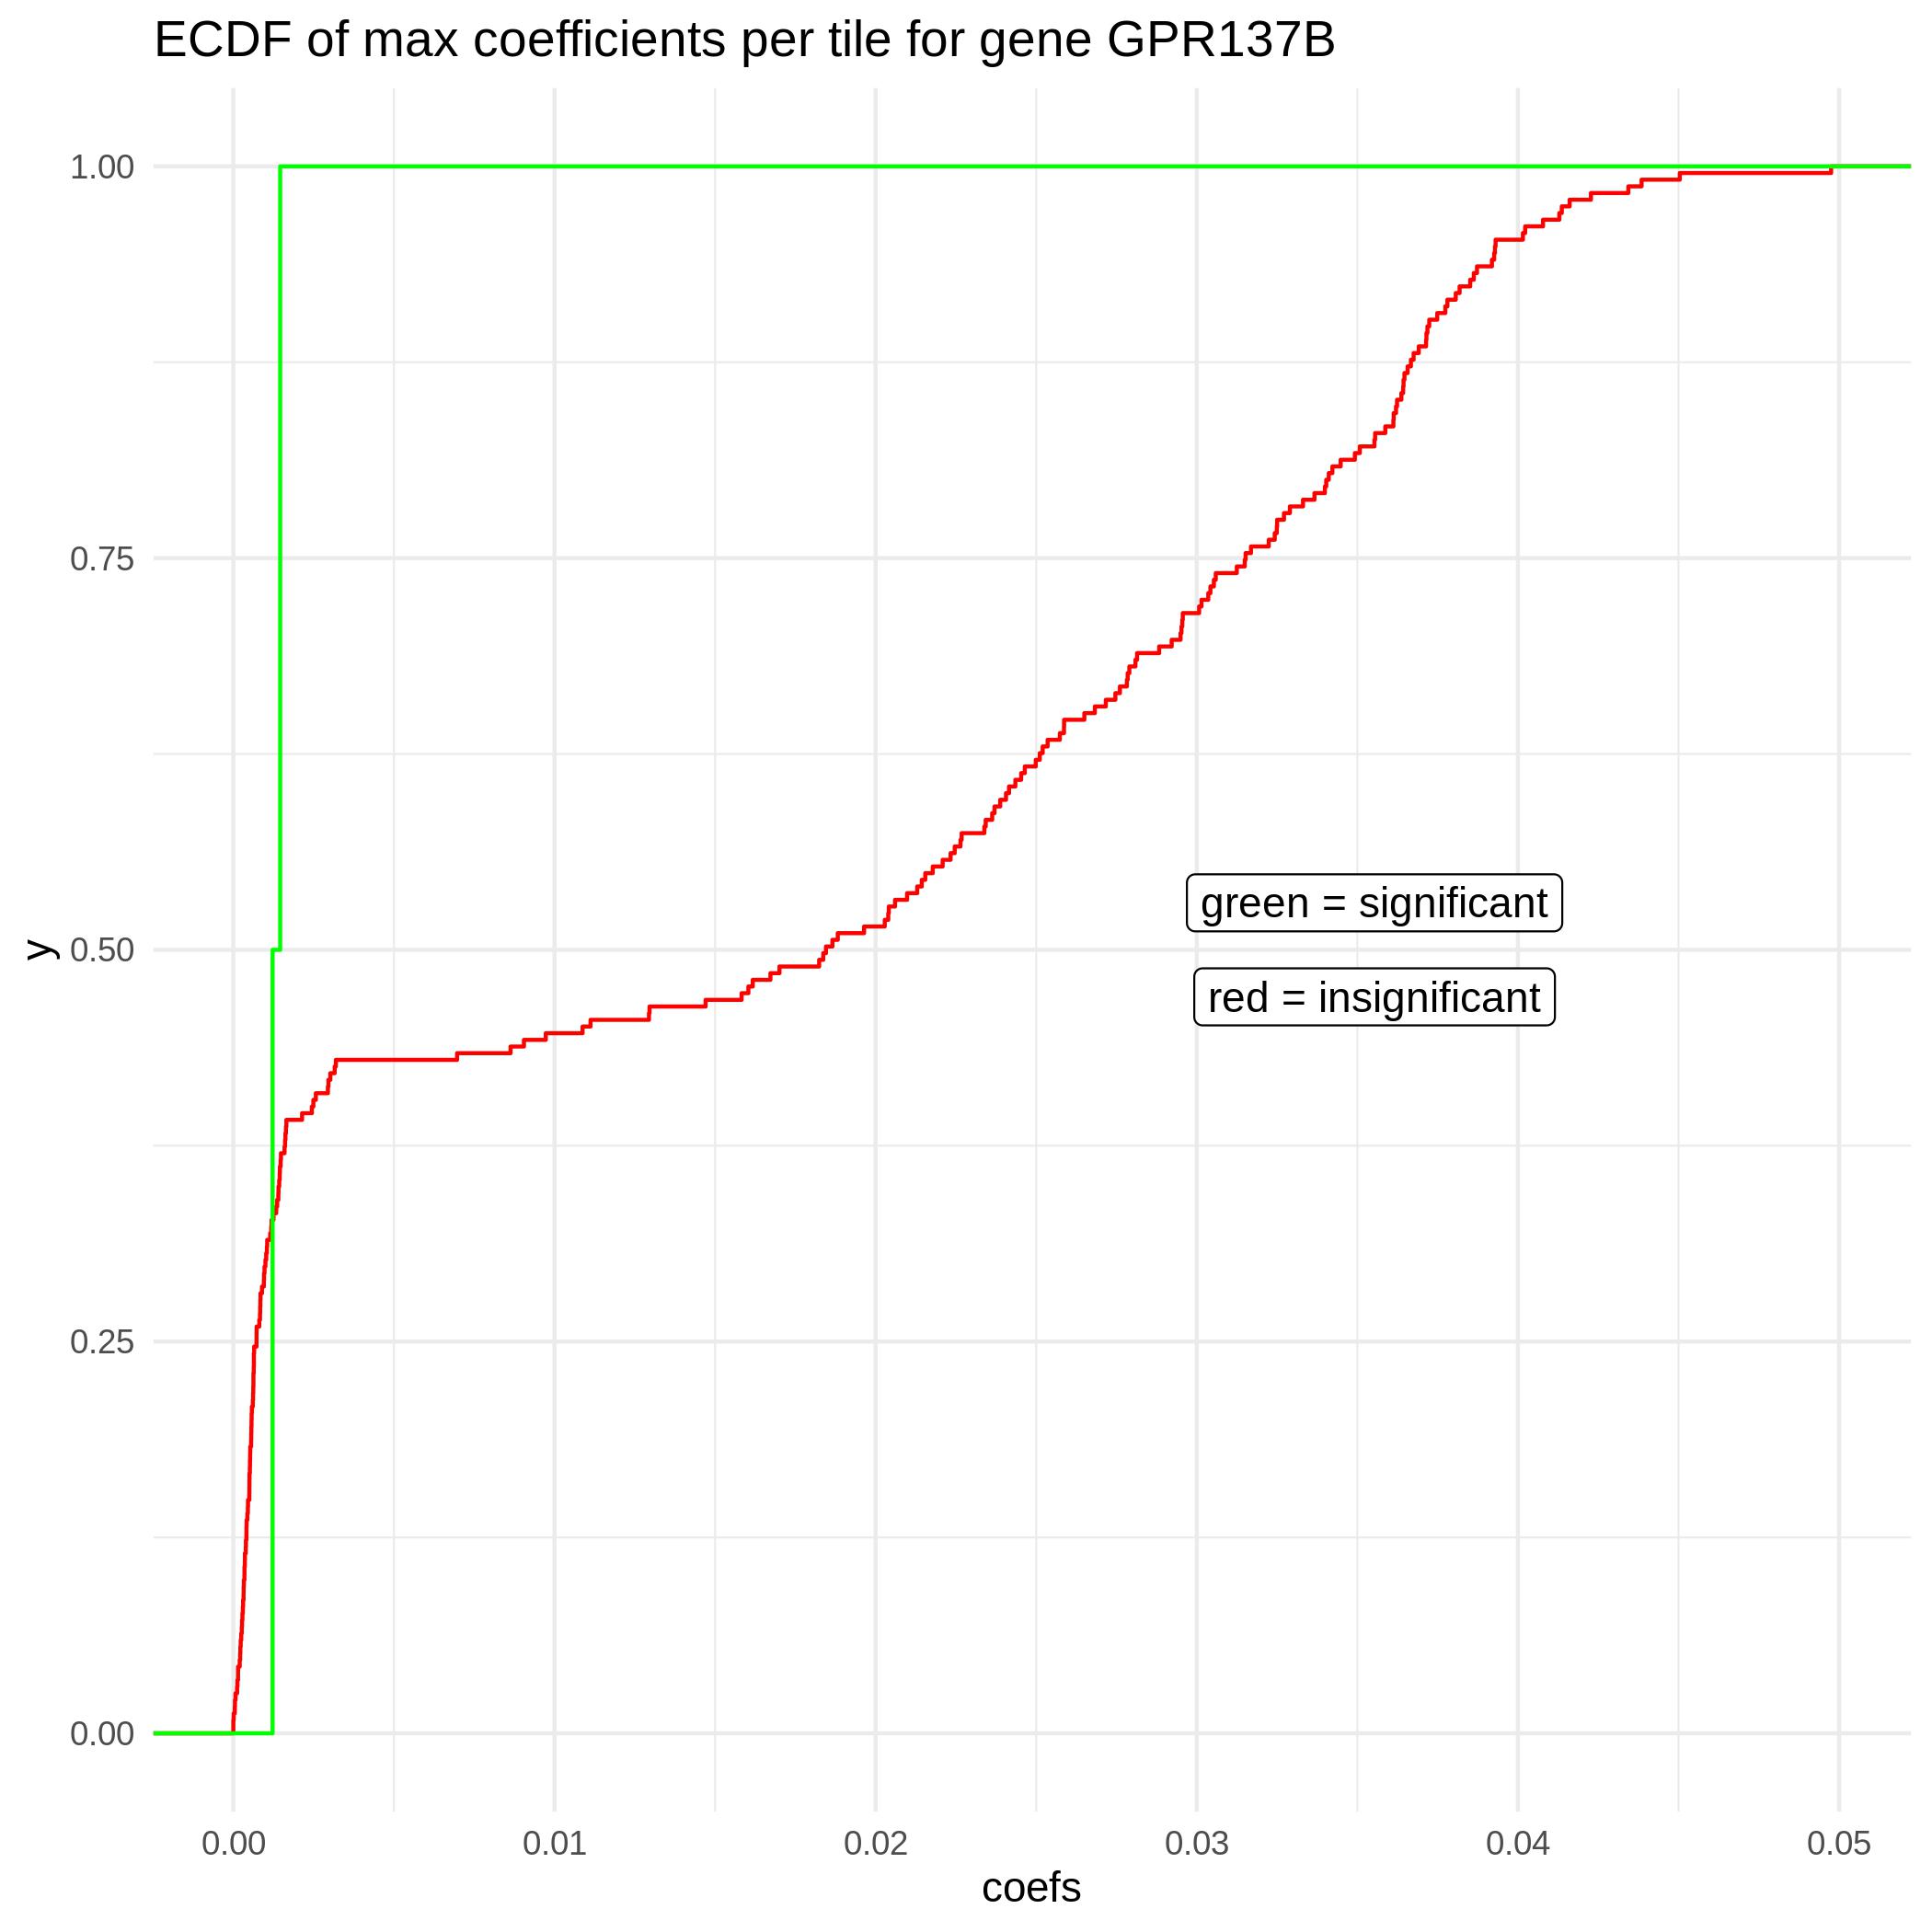 ECDF of max coefficients per tile for gene GPR137B
1.00
0.75
0.50
0.25
0.00
y
green = significant
red = insignificant
0.00 0.01 0.02 0.03 0.04 0.05
coefs